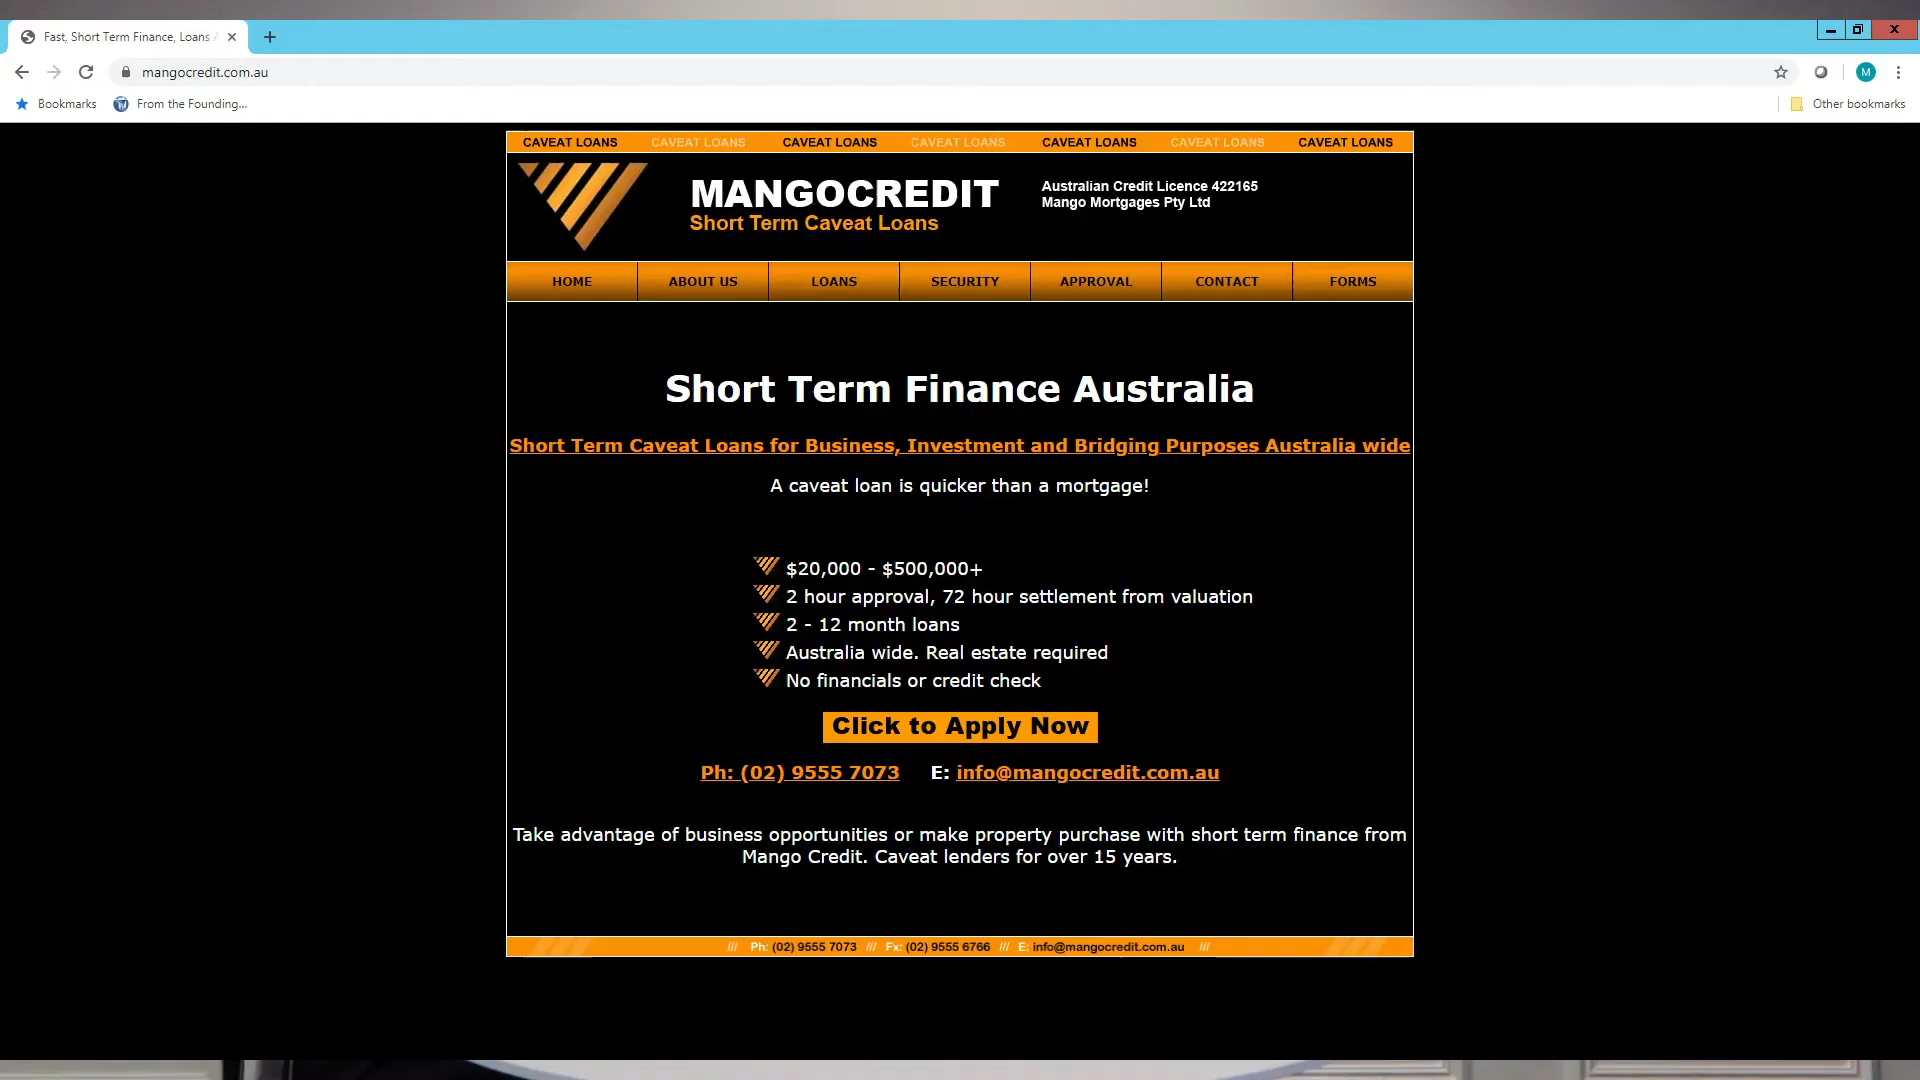 Fast, Short Term Finance, Loans
mangocredit.com.au
M
Bookmarks From the Founding... Other bookmarks
CAVEAT LOANS CAVEAT LOANS CAVEAT LOANS CAVEAT LOANS CAVEAT LOANS CAVEAT LOANS CAVEAT LOANS
MANGOCREDIT
Short Term Caveat Loans
Australian Credit Licence 422165
Mango Mortgages Pty Ltd
HOME ABOUT US LOANS SECURITY APPROVAL CONTACT FORMS
Short Term Finance Australia
Short Term Caveat Loans for Business, Investment and Bridging Purposes Australia wide
A caveat loan is quicker than a mortgage!
$20,000 - $500,000+
2 hour approval, 72 hour settlement from valuation
2 - 12 month loans
Australia wide. Real estate required
No financials or credit check
Click to Apply Now
Ph: (02) 9555 7073 E: info@mangocredit.com.au
Take advantage of business opportunities or make property purchase with short term finance from
Mango Credit. Caveat lenders for over 15 years.
/// Ph: (02) 9555 7073 /// Fx: (02) 9555 6766 /// E: info@mangocredit.com.au ///